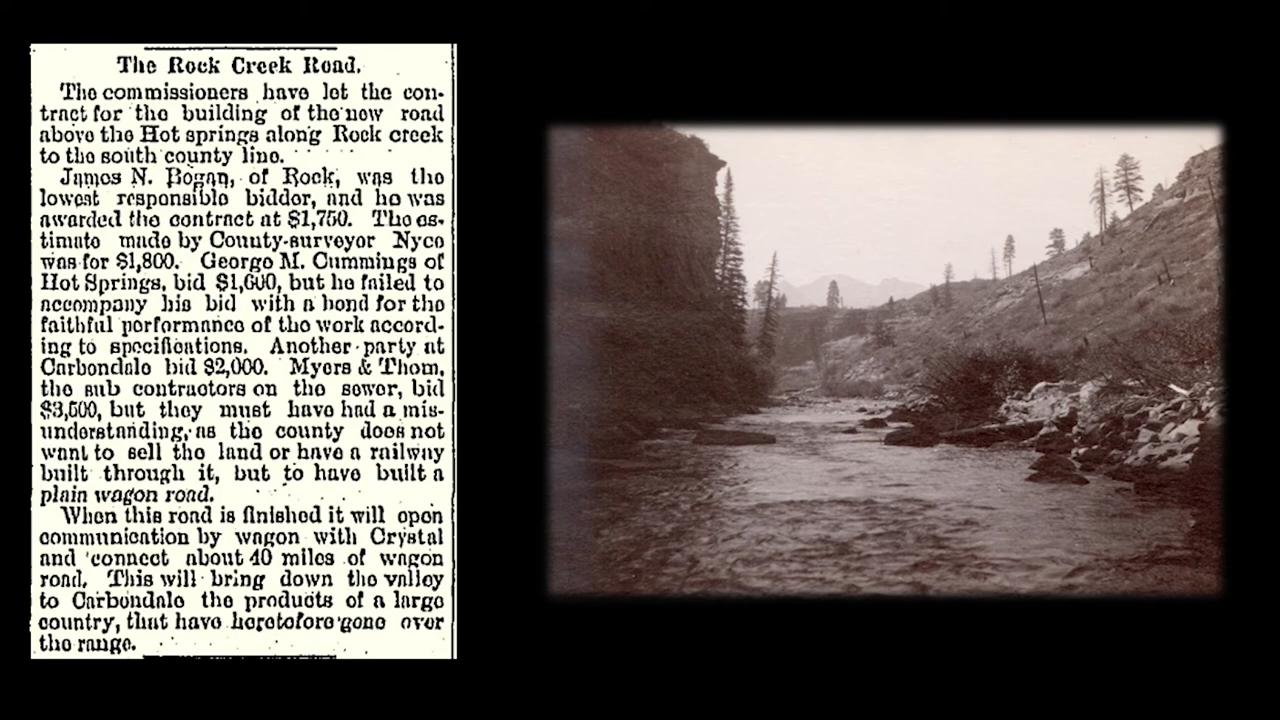 The Rock Creek Road.
The commissioners have let the con-
tract for the building of the new road
above the Hot springs along Rock creek
to the south county line.
James N. Bogan, of Rock, was the
lowest responsible bidder, and he was
awarded the contract at $1,750. The es-
timate made by County-surveyor Nyce
was for $1,800. George M. Cummings of
Hot Springs, bid $1,600, but he failed to
accompany his bid with a bond for the
faithful performance of the work accord-
ing to specifications. Another party at
Carbondale bid $2,000. Myers & Thom,
the sub contractors on the sewer, bid
$3,500, but they must have had a mis-
understanding, as the county does not
want to sell the land or have a railway
built through it, but to have built a
plain wagon road.
When this road is finished it will open
communication by wagon with Crystal
and connect about 40 miles of wagon
road. This will bring down the valley
to Carbondale the products of a large
country, that have heretofore gone over
the range.